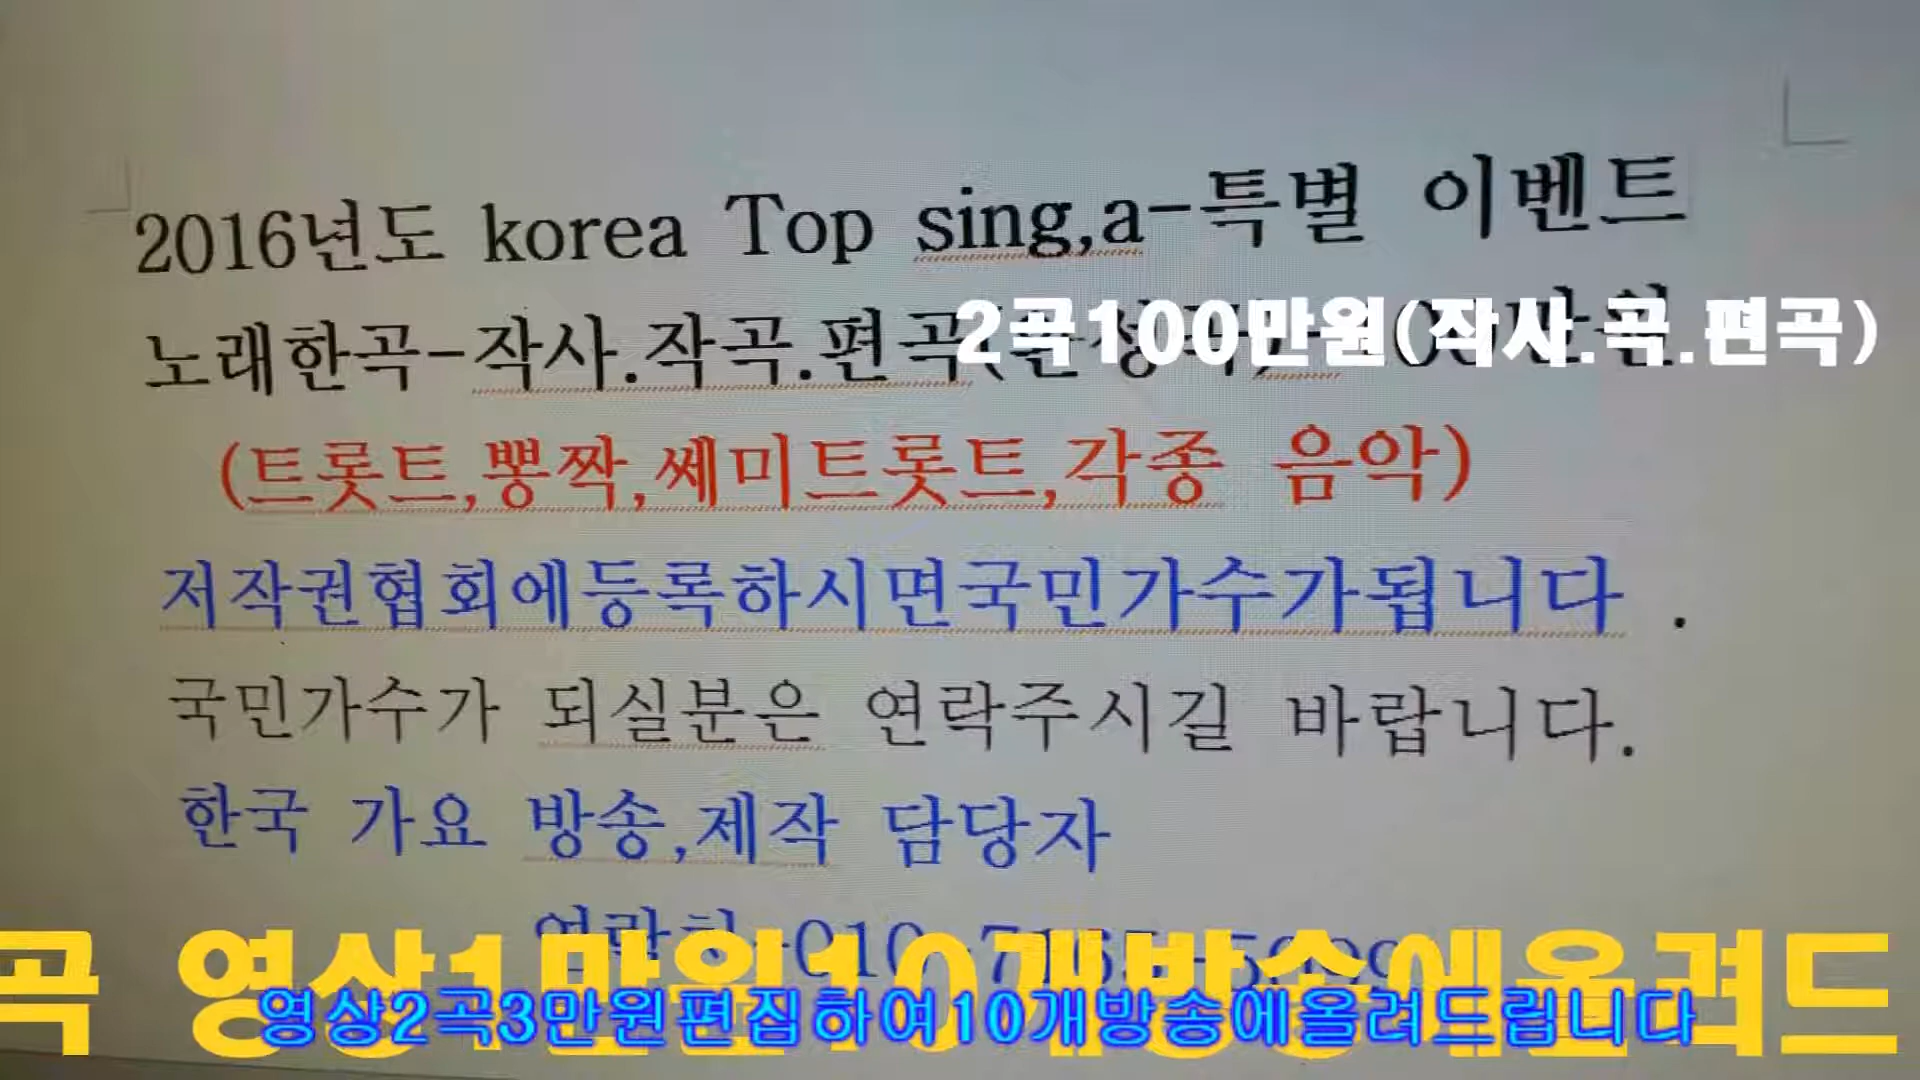 2016년도 korea Top sing,a-특별 이벤트
노래한곡-작사.작곡.편곡
2곡100만원(작사.곡.편곡)
(트롯트,뽕짝,쎄미트롯트,각종 음악)
저작권협회에등록하시면국민가수가됩니다 .
국민가수가 되실분은 연락주시길 바랍니다.
한국 가요 방송,제작 담당자
연락처-010
곡 영상1만원10개방송에올려드
영상2곡3만원편집하여10개방송에올려드립니다